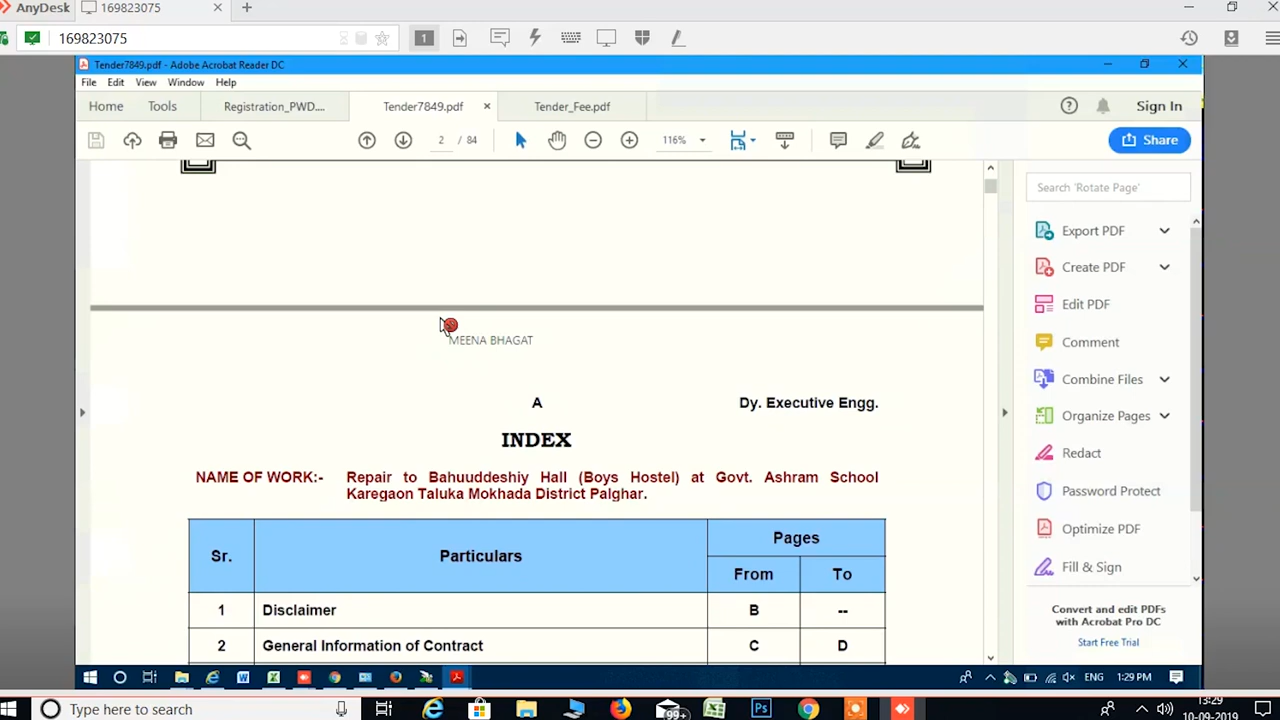 AnyDesk
169823075
169823075
1
Tender7849.pdf - Adobe Acrobat Reader DC
File Edit View Window Help
Home Tools Registration_PWD.... Tender7849.pdf Tender_Fee.pdf Sign In
2 / 84 116% Share
Search 'Rotate Page'
Export PDF
Create PDF
Edit PDF
Comment
Combine Files
Organize Pages
Redact
Password Protect
Optimize PDF
Fill & Sign
Convert and edit PDFs
with Acrobat Pro DC
Start Free Trial
MEENA BHAGAT
A Dy. Executive Engg.
INDEX
NAME OF WORK:- Repair to Bahuuddeshiy Hall (Boys Hostel) at Govt. Ashram School
Karegaon Taluka Mokhada District Palghar.
Sr. Particulars Pages
From To
1 Disclaimer B --
2 General Information of Contract C D
ENG 1:29 PM
Type here to search
99+
13:29
10-09-2019